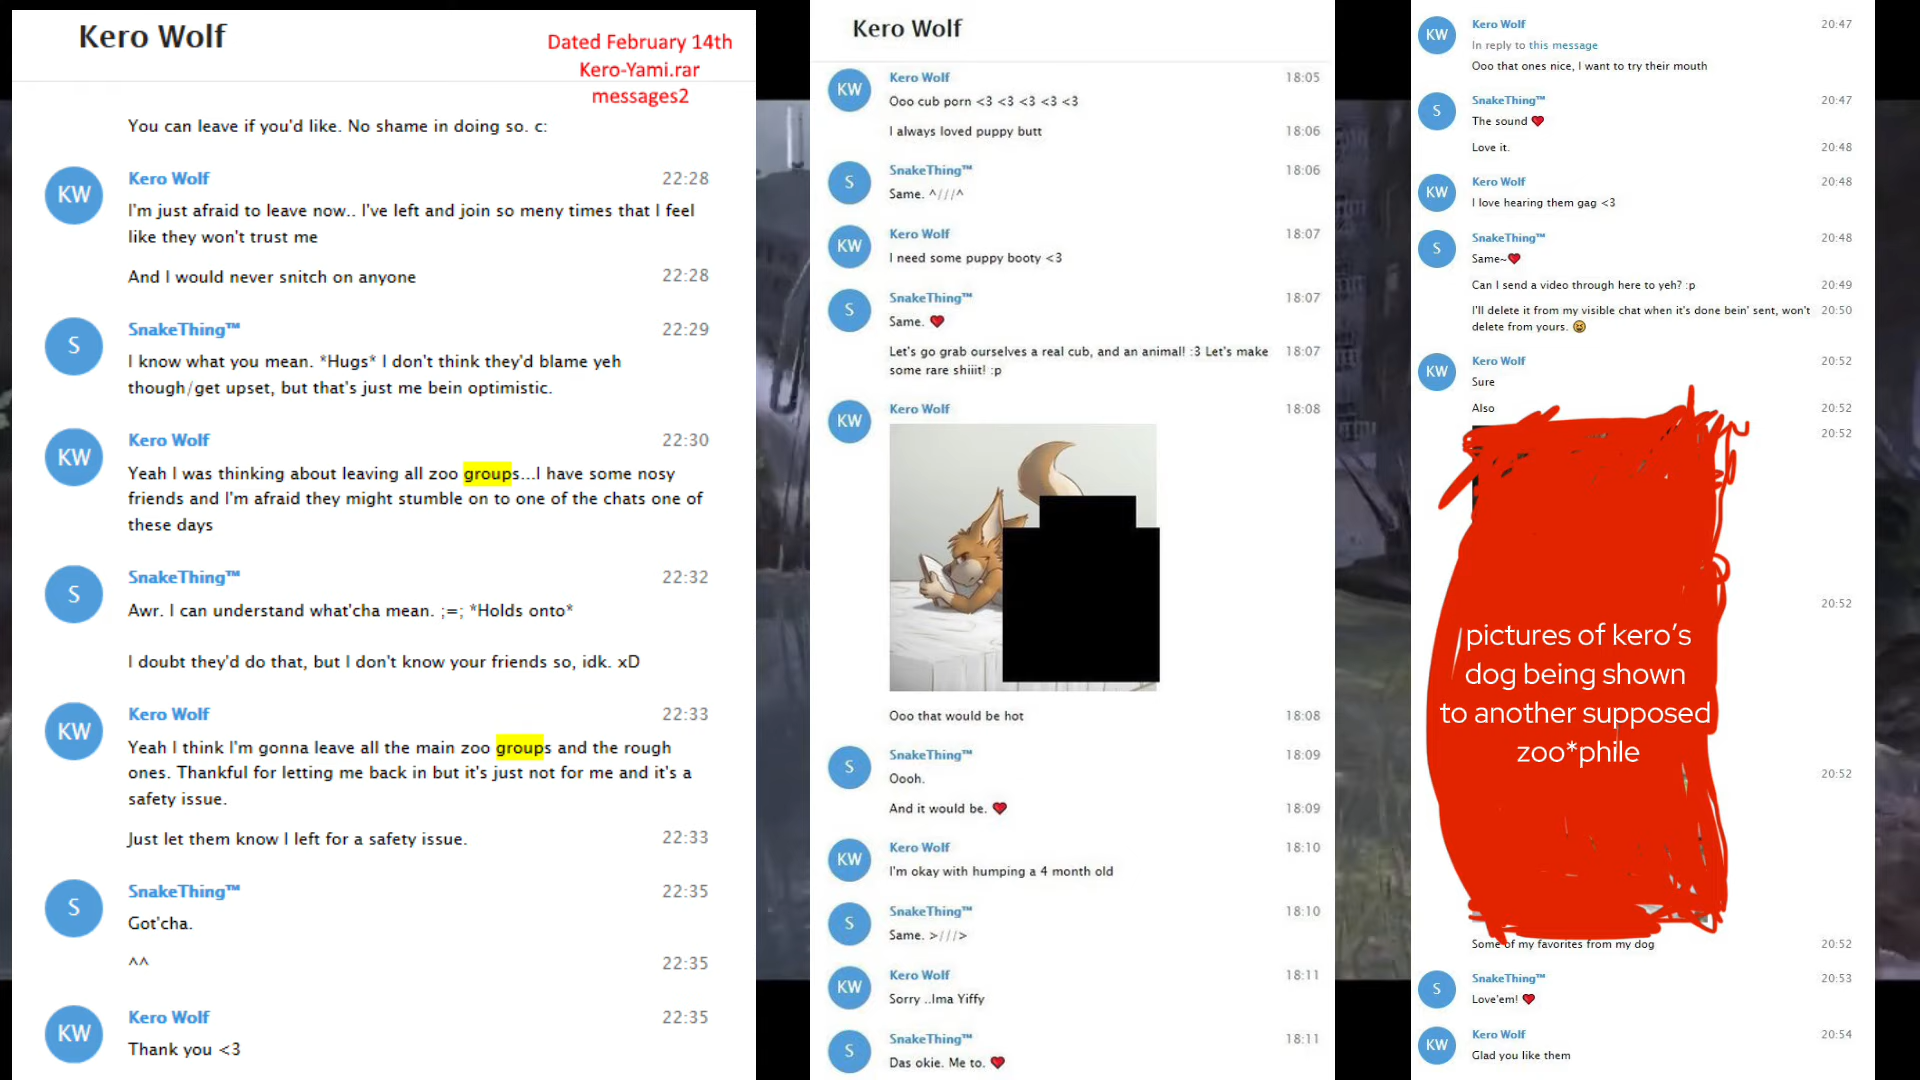 Kero Wolf
Dated February 14th
Kero-Yami.rar
messages2
You can leave if you'd like. No shame in doing so. c:
KW
Kero Wolf
22:28
I'm just afraid to leave now.. I've left and join so meny times that I feel
like they won't trust me
And I would never snitch on anyone
22:28
S
SnakeThing™
22:29
I know what you mean. *Hugs* I don't think they'd blame yeh
though/get upset, but that's just me bein optimistic.
KW
Kero Wolf
22:30
Yeah I was thinking about leaving all zoo groups...I have some nosy
friends and I'm afraid they might stumble on to one of the chats one of
these days
S
SnakeThing™
22:32
Awr. I can understand what'cha mean. ;=; *Holds onto*
I doubt they'd do that, but I don't know your friends so, idk. xD
KW
Kero Wolf
22:33
Yeah I think I'm gonna leave all the main zoo groups and the rough
ones. Thankful for letting me back in but it's just not for me and it's a
safety issue.
Just let them know I left for a safety issue.
22:33
S
SnakeThing™
22:35
Got'cha.
^^
22:35
KW
Kero Wolf
22:35
Thank you <3
Kero Wolf
KW
Kero Wolf
18:05
Ooo cub porn <3 <3 <3 <3 <3
I always loved puppy butt
18:06
S
SnakeThing™
18:06
Same. ^///^
KW
Kero Wolf
18:07
I need some puppy booty <3
S
SnakeThing™
18:07
Same. ❤
Let's go grab ourselves a real cub, and an animal! :3 Let's make
some rare shiiit! :p
18:07
KW
Kero Wolf
18:08
Ooo that would be hot
18:08
S
SnakeThing™
18:09
Oooh.
And it would be. ❤
18:09
KW
Kero Wolf
18:10
I'm okay with humping a 4 month old
S
SnakeThing™
18:10
Same. >///>
KW
Kero Wolf
18:11
Sorry ..Ima Yiffy
S
SnakeThing™
18:11
Das okie. Me to. ❤
KW
Kero Wolf
20:47
In reply to this message
Ooo that ones nice, I want to try their mouth
S
SnakeThing™
20:47
The sound ❤
Love it.
20:48
KW
Kero Wolf
20:48
I love hearing them gag <3
S
SnakeThing™
20:48
Same~❤
Can I send a video through here to yeh? :p
20:49
I'll delete it from my visible chat when it's done bein' sent, won't
delete from yours. 😆
20:50
KW
Kero Wolf
20:52
Sure
Also
20:52
20:52
20:52
pictures of kero's
dog being shown
to another supposed
zoo*phile
20:52
Some of my favorites from my dog
20:52
S
SnakeThing™
20:53
Love'em! ❤
KW
Kero Wolf
20:54
Glad you like them